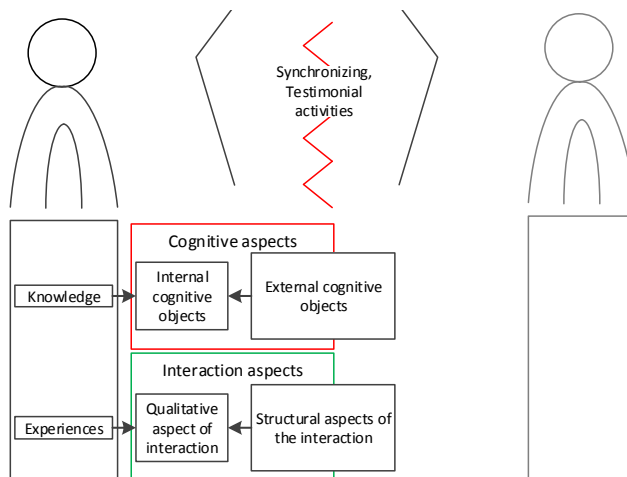 Synchronizing,
Testimonial
activities
Cognitive aspects
Knowledge
Internal
cognitive
objects
External cognitive
objects
Interaction aspects
Experiences
Qualitative
aspect of
interaction
Structural aspects of
the interaction